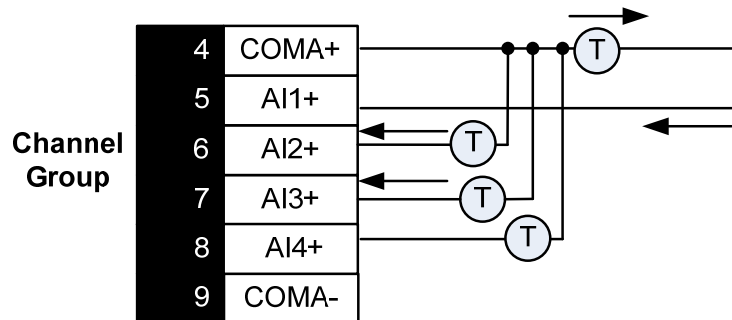 4 COMA+
T
5 AI1+
Channel
Group
6 AI2+
T
7 AI3+
T
8 AI4+
T
9 COMA-